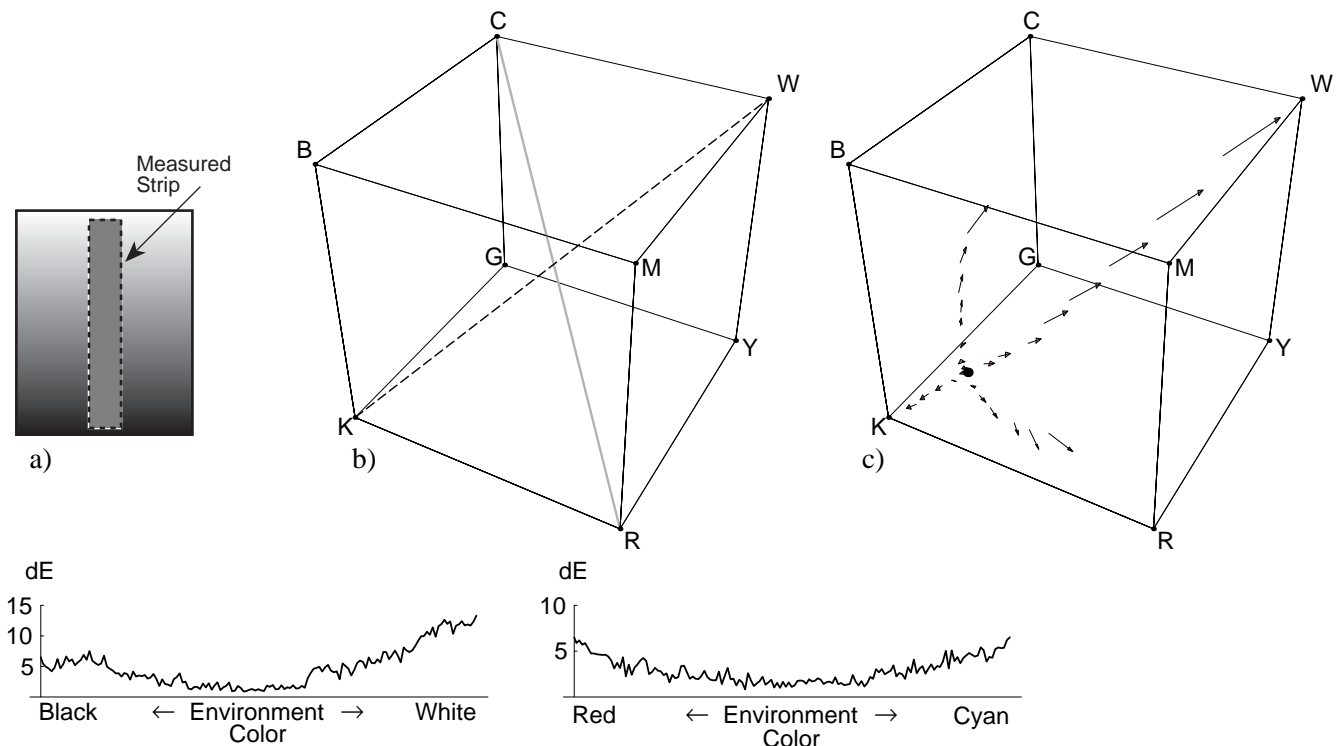 Measured
Strip
a)
C
W
B
G
M
Y
K
R
b)
C
W
B
G
M
Y
K
R
c)
dE
15
10
5
Black ← Environment → White
Color
dE
10
5
Red ← Environment → Cyan
Color